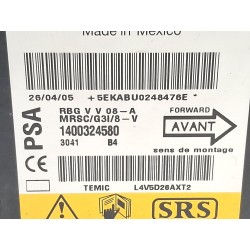 Made in Mexico
26/04/05 +5EKABU0248476E*
RBG V V 08-A
MRSC/G3I/8-V
1400324580
3041 B4
PSA
FORWARD
AVANT
sens de montage
TEMIC L4V5D26AXT2
SRS